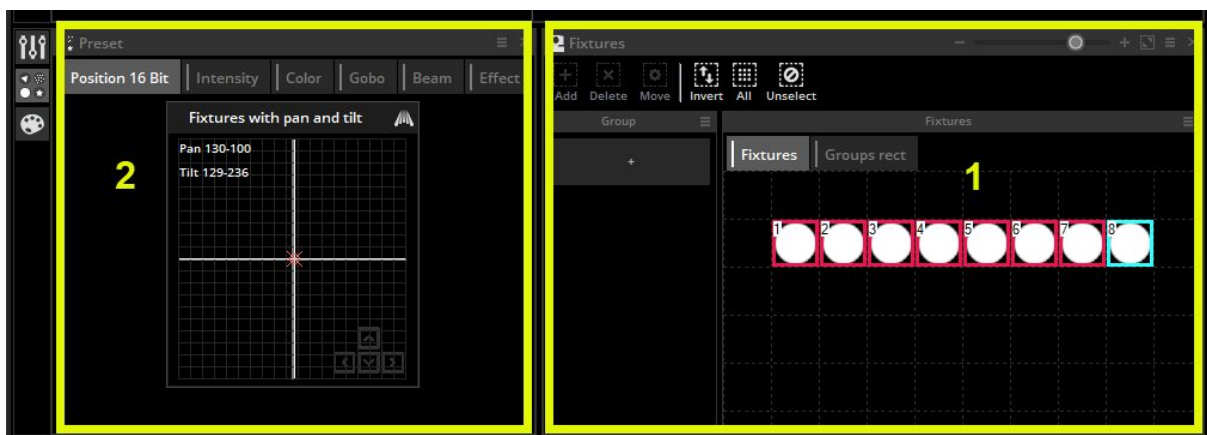 Preset
Position 16 Bit Intensity Color Gobo Beam Effect
Fixtures with pan and tilt
Pan 130-100
Tilt 129-236
2
Fixtures
Add Delete Move Invert All Unselect
Group
+
Fixtures
Fixtures Groups rect
1
1 2 3 4 5 6 7 8